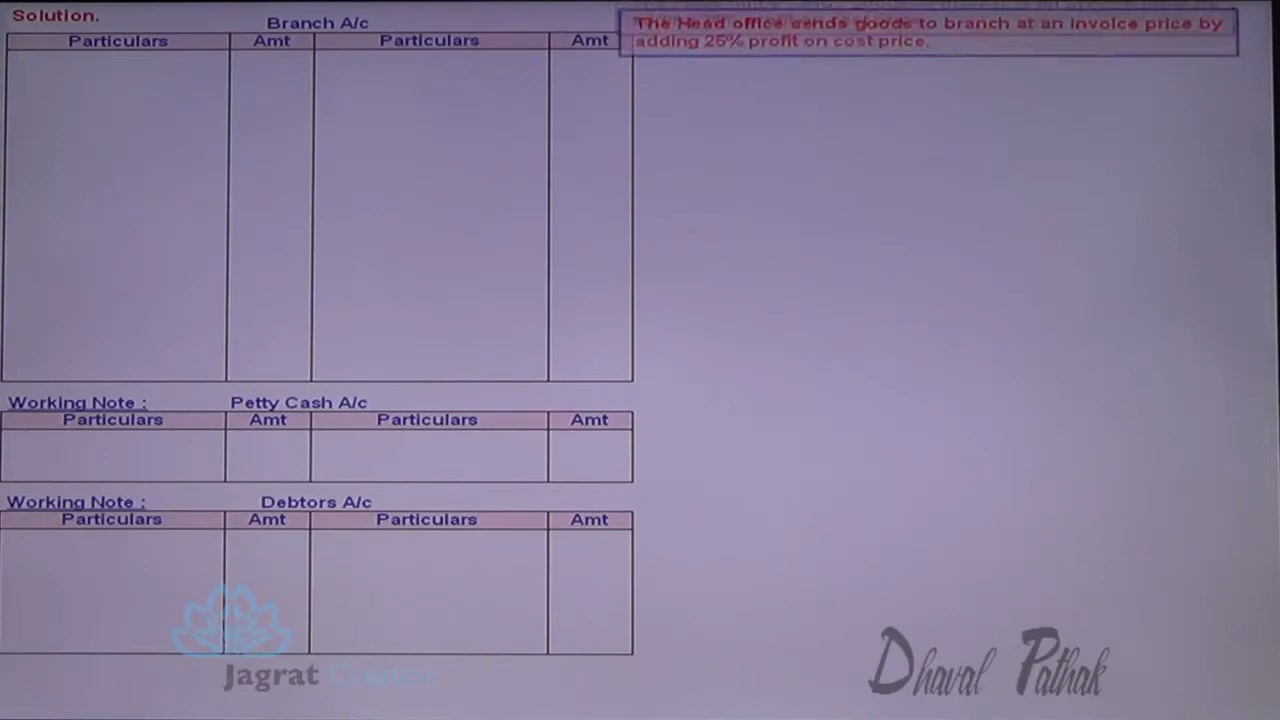 Solution.
Branch A/c
Particulars Amt Particulars Amt
The Head office sends goods to branch at an invoice price by
adding 25% profit on cost price.
Working Note : Petty Cash A/c
Particulars Amt Particulars Amt
Working Note : Debtors A/c
Particulars Amt Particulars Amt
Jagrat
Dhaval Pathak